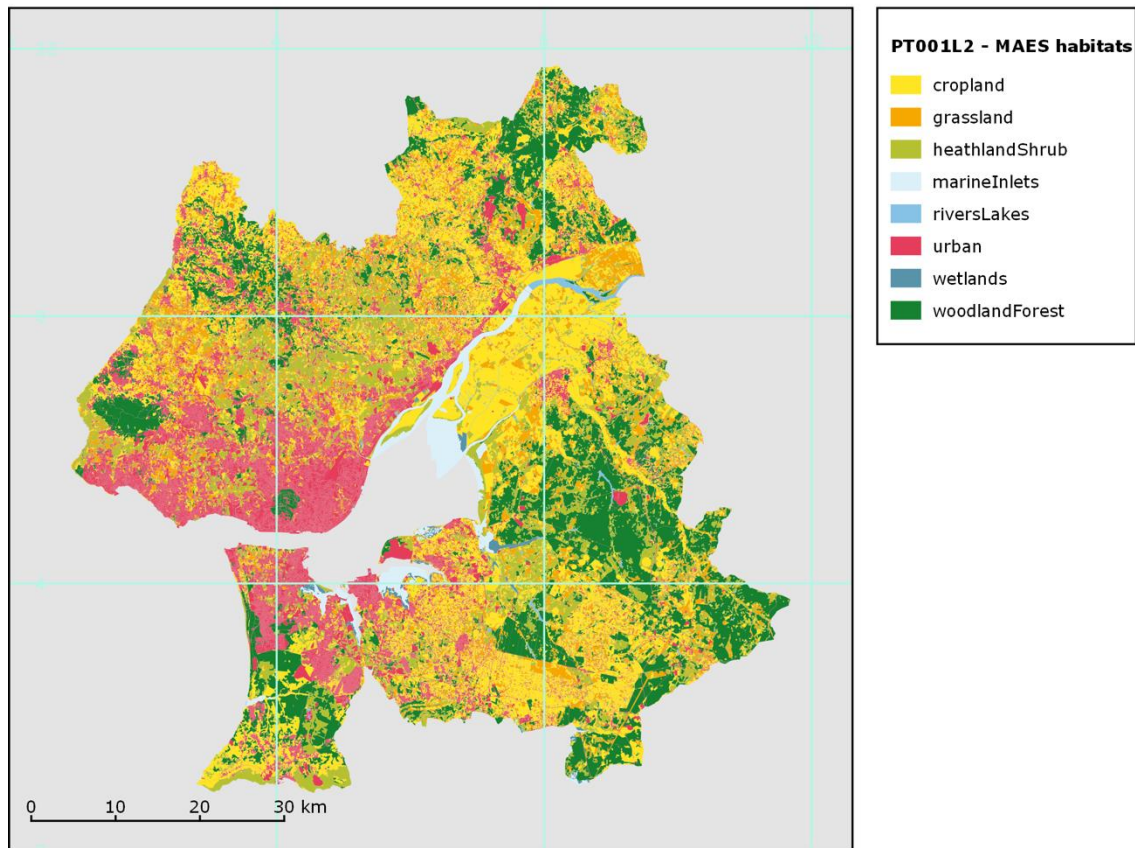 PT001L2 - MAES habitats
cropland
grassland
heathlandShrub
marineInlets
riversLakes
urban
wetlands
woodlandForest
0 10 20 30 km